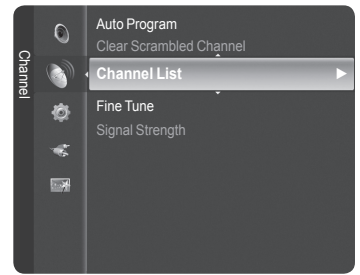 Channel
Auto Program
Clear Scrambled Channel
Channel List
Fine Tune
Signal Strength